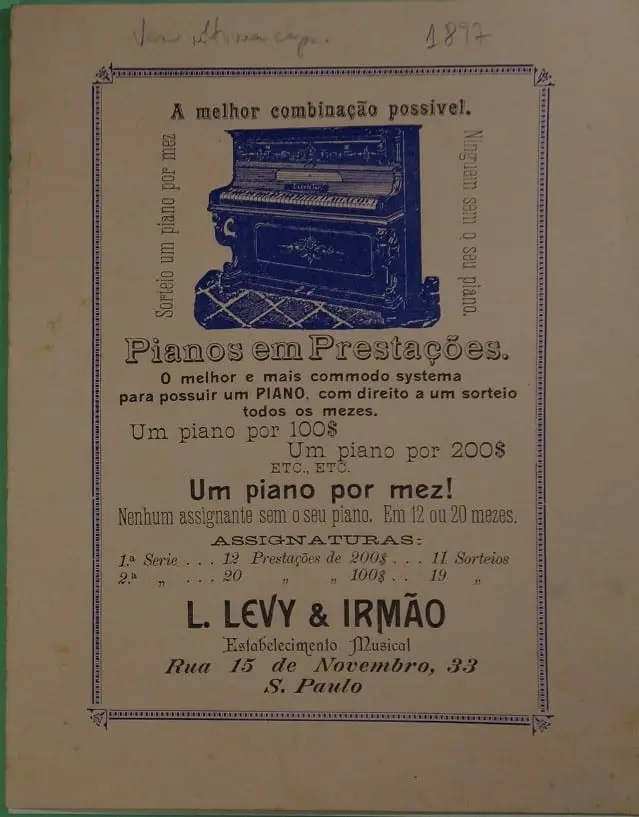 1897
A melhor combinação possivel.
Sorteio um piano por mez
Ninguem sem o seu piano.
Pianos em Prestações.
O melhor e mais commodo systema
para possuir um PIANO, com direito a um sorteio
todos os mezes.
Um piano por 100$
Um piano por 200$
ETC., ETC.
Um piano por mez!
Nenhum assignante sem o seu piano. Em 12 ou 20 mezes.
ASSIGNATURAS:
1.ª Serie . . . 12 Prestações de 200$ . . . 11 Sorteios
2.ª „ . . . 20 „ „ 100$ . . 19 „
L. LEVY & IRMÃO
Estabelecimento Musical
Rua 15 de Novembro, 33
S. Paulo